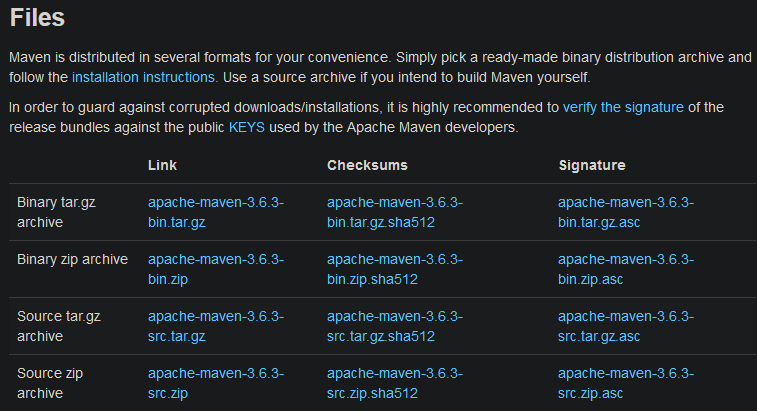 Files
Maven is distributed in several formats for your convenience. Simply pick a ready-made binary distribution archive and
follow the installation instructions. Use a source archive if you intend to build Maven yourself.
In order to guard against corrupted downloads/installations, it is highly recommended to verify the signature of the
release bundles against the public KEYS used by the Apache Maven developers.
Link Checksums Signature
Binary tar.gz apache-maven-3.6.3- apache-maven-3.6.3- apache-maven-3.6.3-
archive bin.tar.gz bin.tar.gz.sha512 bin.tar.gz.asc
Binary zip archive apache-maven-3.6.3- apache-maven-3.6.3- apache-maven-3.6.3-
bin.zip bin.zip.sha512 bin.zip.asc
Source tar.gz apache-maven-3.6.3- apache-maven-3.6.3- apache-maven-3.6.3-
archive src.tar.gz src.tar.gz.sha512 src.tar.gz.asc
Source zip apache-maven-3.6.3- apache-maven-3.6.3- apache-maven-3.6.3-
archive src.zip src.zip.sha512 src.zip.asc